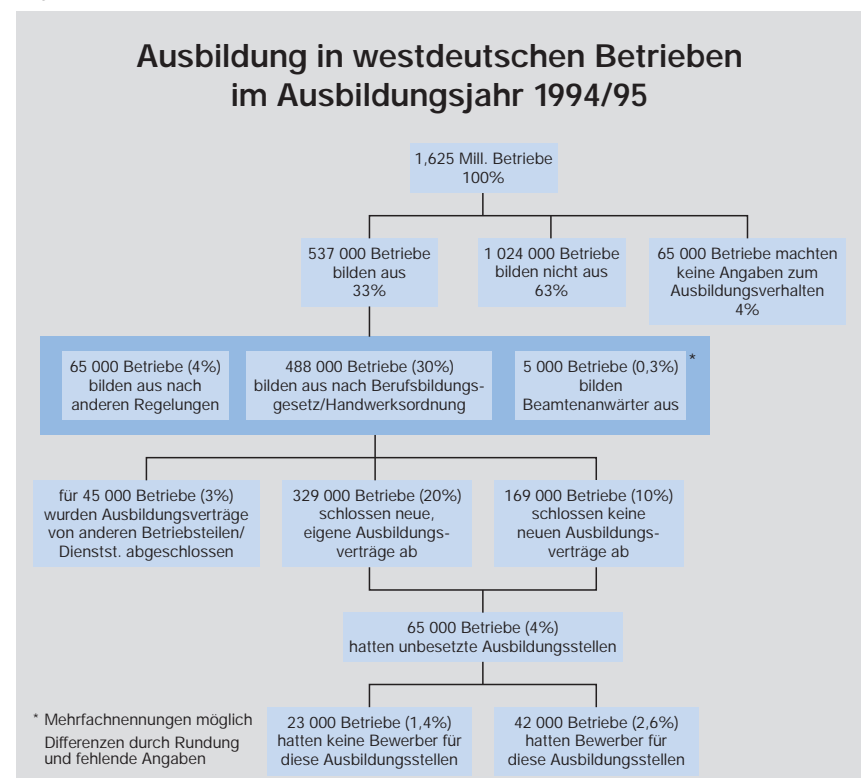 Ausbildung in westdeutschen Betrieben
im Ausbildungsjahr 1994/95
1,625 Mill. Betriebe
100%
537 000 Betriebe
bilden aus
33%
1 024 000 Betriebe
bilden nicht aus
63%
65 000 Betriebe machten
keine Angaben zum
Ausbildungsverhalten
4%
65 000 Betriebe (4%)
bilden aus nach
anderen Regelungen
488 000 Betriebe (30%)
bilden aus nach Berufsbildungs-
gesetz/Handwerksordnung
5 000 Betriebe (0,3%)
bilden
Beamtenanwärter aus
*
für 45 000 Betriebe (3%)
wurden Ausbildungsverträge
von anderen Betriebsteilen/
Dienstst. abgeschlossen
329 000 Betriebe (20%)
schlossen neue,
eigene Ausbildungs-
verträge ab
169 000 Betriebe (10%)
schlossen keine
neuen Ausbildungs-
verträge ab
65 000 Betriebe (4%)
hatten unbesetzte Ausbildungsstellen
23 000 Betriebe (1,4%)
hatten keine Bewerber für
diese Ausbildungsstellen
42 000 Betriebe (2,6%)
hatten Bewerber für
diese Ausbildungsstellen
* Mehrfachnennungen möglich
Differenzen durch Rundung
und fehlende Angaben